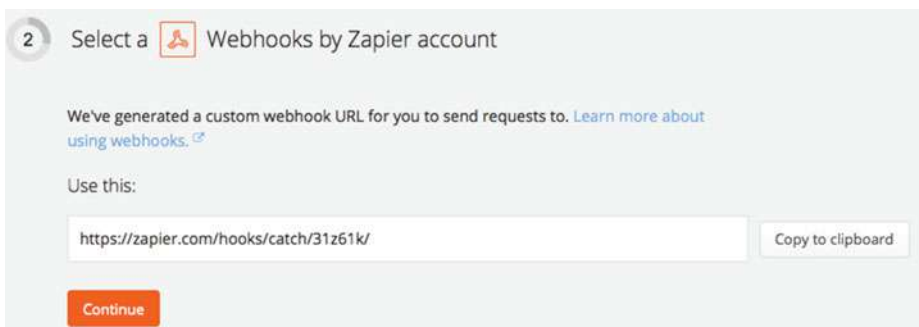 2 Select a Webhooks by Zapier account
We've generated a custom webhook URL for you to send requests to. Learn more about
using webhooks.
Use this:
https://zapier.com/hooks/catch/31z61k/ Copy to clipboard
Continue